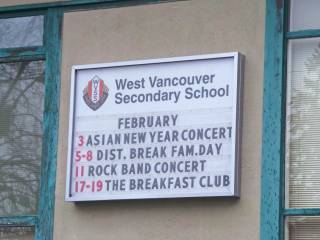 West Vancouver
Secondary School
FEBRUARY
3 ASIAN NEW YEAR CONCERT
5-8 DIST. BREAK FAM.DAY
11 ROCK BAND CONCERT
17-19 THE BREAKFAST CLUB